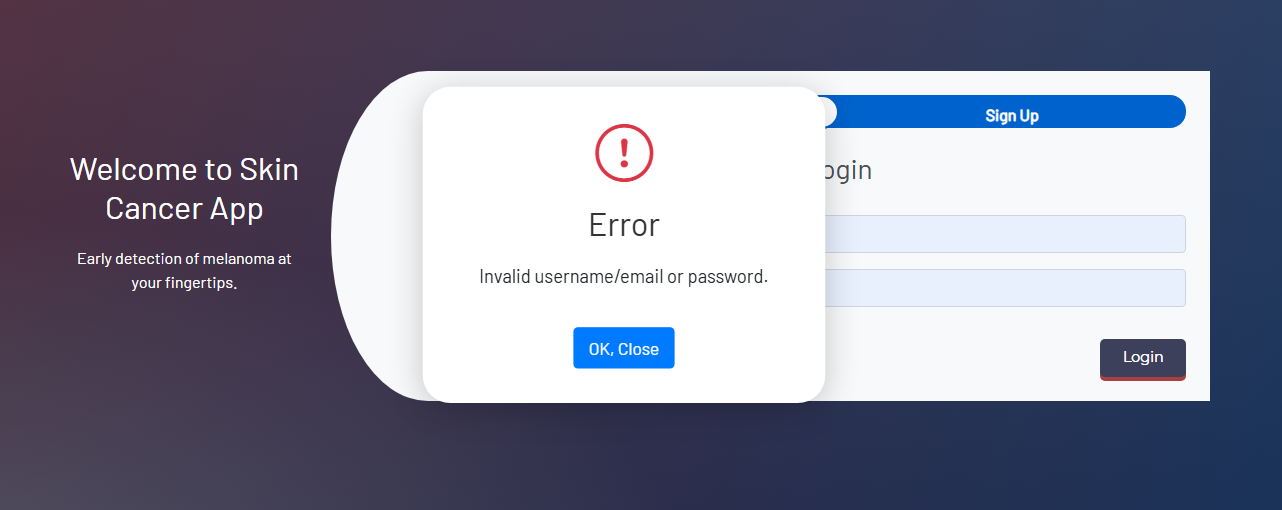 Welcome to Skin
Cancer App
Early detection of melanoma at
your fingertips.
Error
Invalid username/email or password.
OK, Close
Sign Up
ogin
Login